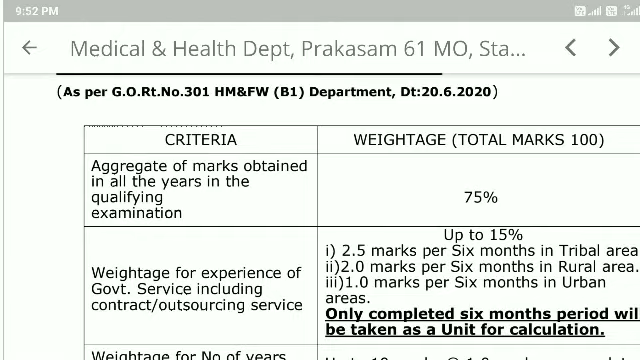 9:52 PM
Medical & Health Dept, Prakasam 61 MO, Sta...
(As per G.O.Rt.No.301 HM&FW (B1) Department, Dt:20.6.2020)
CRITERIA
WEIGHTAGE (TOTAL MARKS 100)
Aggregate of marks obtained
in all the years in the
qualifying
examination
75%
Weightage for experience of
Govt. Service including
contract/outsourcing service
Up to 15%
i) 2.5 marks per Six months in Tribal area
ii)2.0 marks per Six months in Rural area.
iii)1.0 marks per Six months in Urban
areas.
Only completed six months period will
be taken as a Unit for calculation.
Weightage for No of years